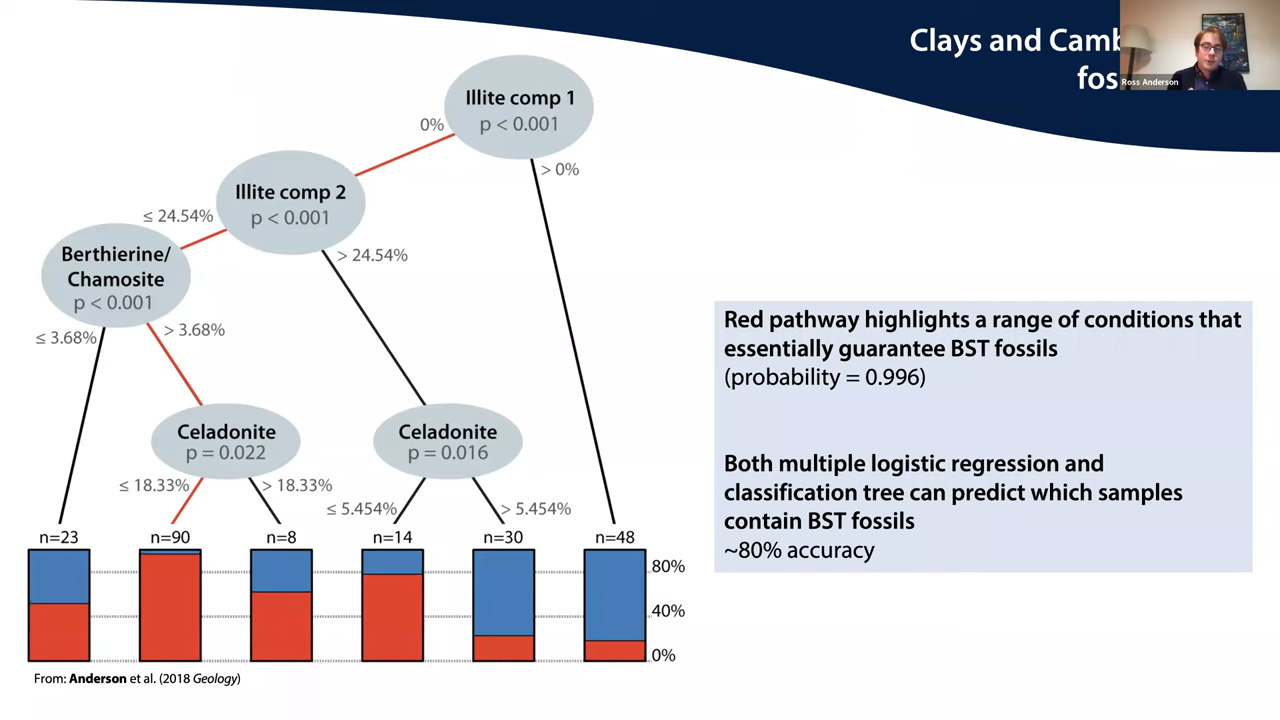 Clays and Camb
fos
Ross Anderson
Illite comp 1
p < 0.001
0%
> 0%
Illite comp 2
p < 0.001
≤ 24.54%
> 24.54%
Berthierine/
Chamosite
p < 0.001
≤ 3.68%
> 3.68%
Celadonite
p = 0.022
Celadonite
p = 0.016
≤ 18.33%
> 18.33%
≤ 5.454%
> 5.454%
n=23
n=90
n=8
n=14
n=30
n=48
80%
40%
0%
From: Anderson et al. (2018 Geology)
Red pathway highlights a range of conditions that
essentially guarantee BST fossils
(probability = 0.996)
Both multiple logistic regression and
classification tree can predict which samples
contain BST fossils
~80% accuracy